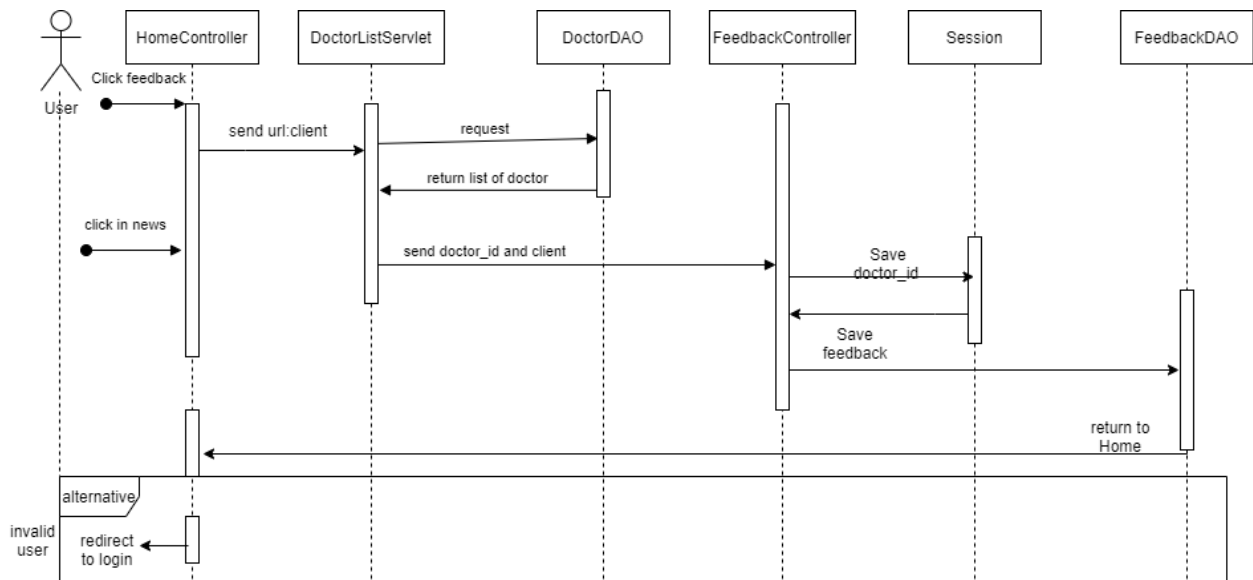 HomeController
DoctorListServlet
DoctorDAO
FeedbackController
Session
FeedbackDAO
Click feedback
User
send url:client
request
return list of doctor
click in news
send doctor_id and client
Save
doctor_id
Save
feedback
return to
Home
alternative
invalid
user
redirect
to login